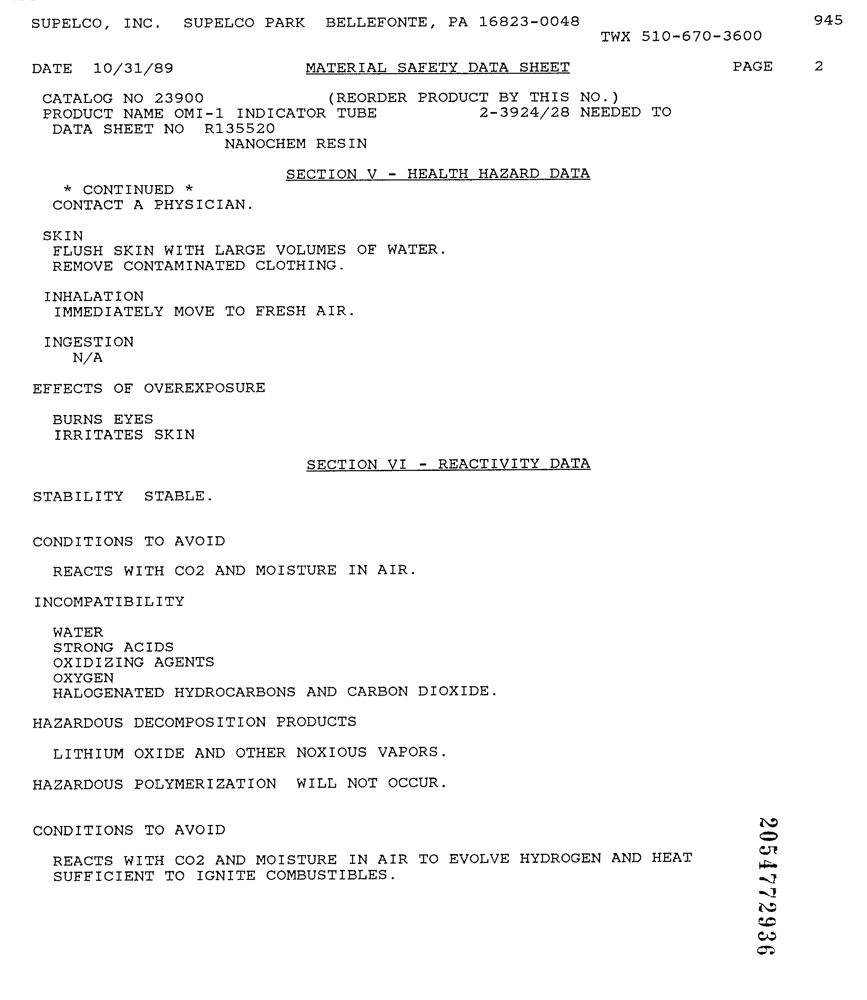 SUPELCO, INC. SUPELCO PARK BELLEFONTE, PA 16823-0048 945
TWX 510-670-3600
DATE 10/31/89 MATERIAL SAFETY DATA SHEET PAGE 2
CATALOG NO 23900 (REORDER PRODUCT BY THIS NO.)
PRODUCT NAME OMI-1 INDICATOR TUBE 2-3924/28 NEEDED TO
DATA SHEET NO R135520
NANOCHEM RESIN
SECTION V - HEALTH HAZARD DATA
* CONTINUED *
CONTACT A PHYSICIAN.
SKIN
FLUSH SKIN WITH LARGE VOLUMES OF WATER.
REMOVE CONTAMINATED CLOTHING.
INHALATION
IMMEDIATELY MOVE TO FRESH AIR.
INGESTION
N/A
EFFECTS OF OVEREXPOSURE
BURNS EYES
IRRITATES SKIN
SECTION VI - REACTIVITY DATA
STABILITY STABLE.
CONDITIONS TO AVOID
REACTS WITH CO2 AND MOISTURE IN AIR.
INCOMPATIBILITY
WATER
STRONG ACIDS
OXIDIZING AGENTS
OXYGEN
HALOGENATED HYDROCARBONS AND CARBON DIOXIDE.
HAZARDOUS DECOMPOSITION PRODUCTS
LITHIUM OXIDE AND OTHER NOXIOUS VAPORS.
HAZARDOUS POLYMERIZATION WILL NOT OCCUR.
CONDITIONS TO AVOID
REACTS WITH CO2 AND MOISTURE IN AIR TO EVOLVE HYDROGEN AND HEAT
SUFFICIENT TO IGNITE COMBUSTIBLES.
2054772936